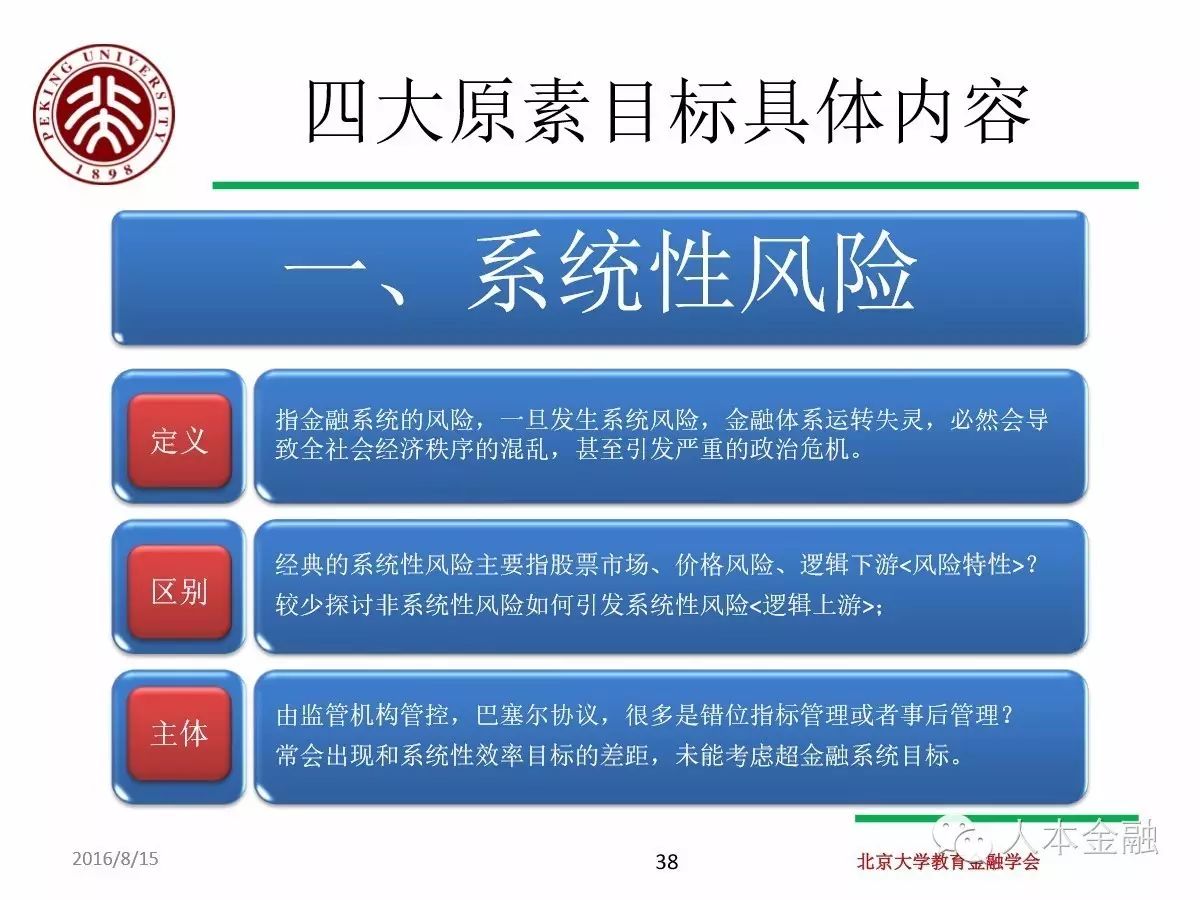 PEKING UNIVERSITY
1898
四大原素目标具体内容
一、系统性风险
定义
指金融系统的风险，一旦发生系统风险，金融体系运转失灵，必然会导
致全社会经济秩序的混乱，甚至引发严重的政治危机。
区别
经典的系统性风险主要指股票市场、价格风险、逻辑下游<风险特性>？
较少探讨非系统性风险如何引发系统性风险<逻辑上游>；
主体
由监管机构管控，巴塞尔协议，很多是错位指标管理或者事后管理？
常会出现和系统性效率目标的差距，未能考虑超金融系统目标。
2016/8/15
38
北京大学教育金融学会
人本金融